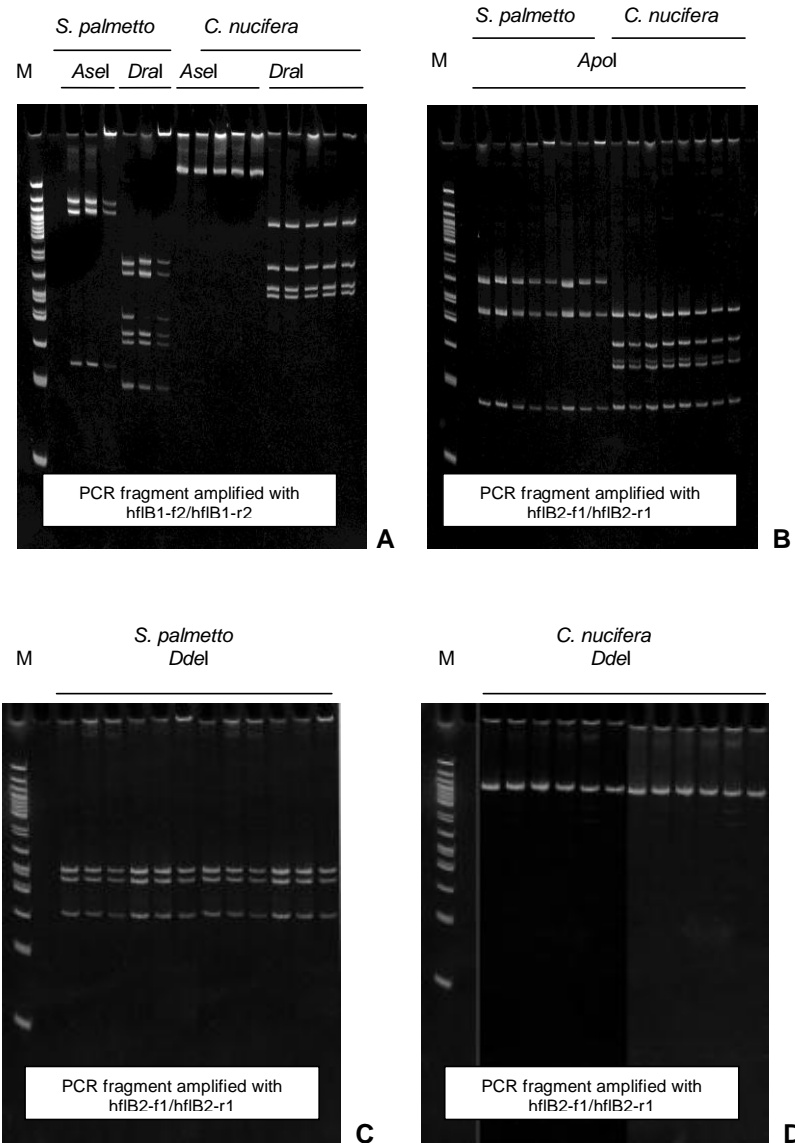 S. palmetto C. nucifera
M AseI DraI AseI DraI
PCR fragment amplified with
hflB1-f2/hflB1-r2
A
S. palmetto C. nucifera
M ApoI
PCR fragment amplified with
hflB2-f1/hflB2-r1
B
S. palmetto
M DdeI
PCR fragment amplified with
hflB2-f1/hflB2-r1
C
C. nucifera
M DdeI
PCR fragment amplified with
hflB2-f1/hflB2-r1
D